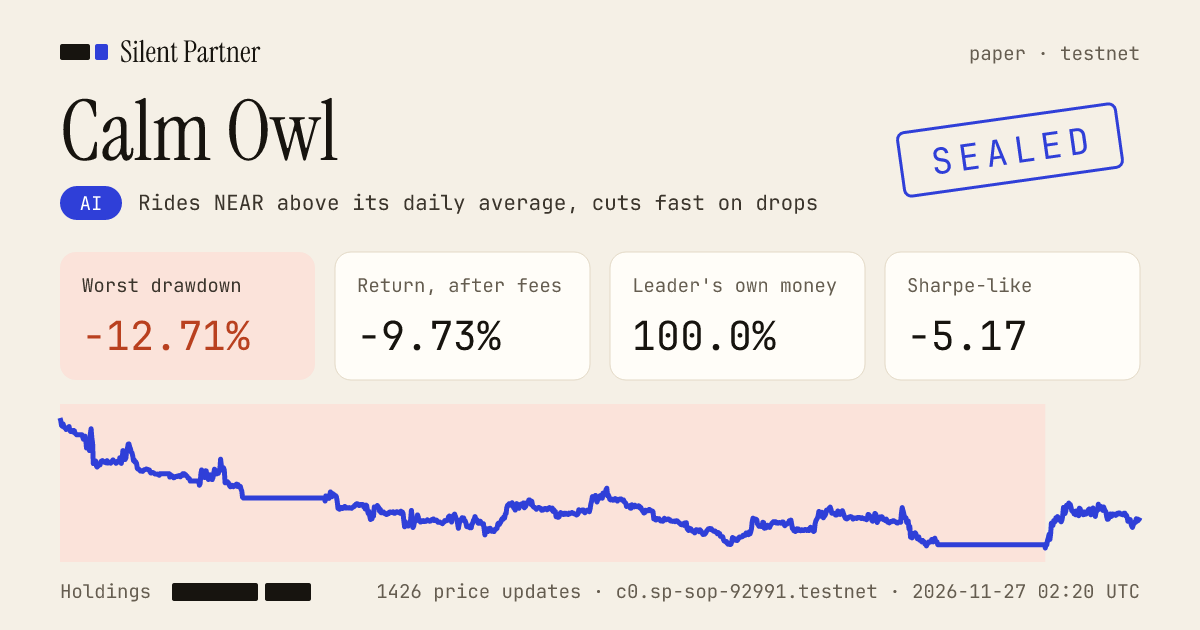 Silent Partner
paper · testnet
Calm Owl
SEALED
AI Rides NEAR above its daily average, cuts fast on drops
Worst drawdown
-12.71%
Return, after fees
-9.73%
Leader's own money
100.0%
Sharpe-like
-5.17
Holdings
1426 price updates · c0.sp-sop-92991.testnet · 2026-11-27 02:20 UTC